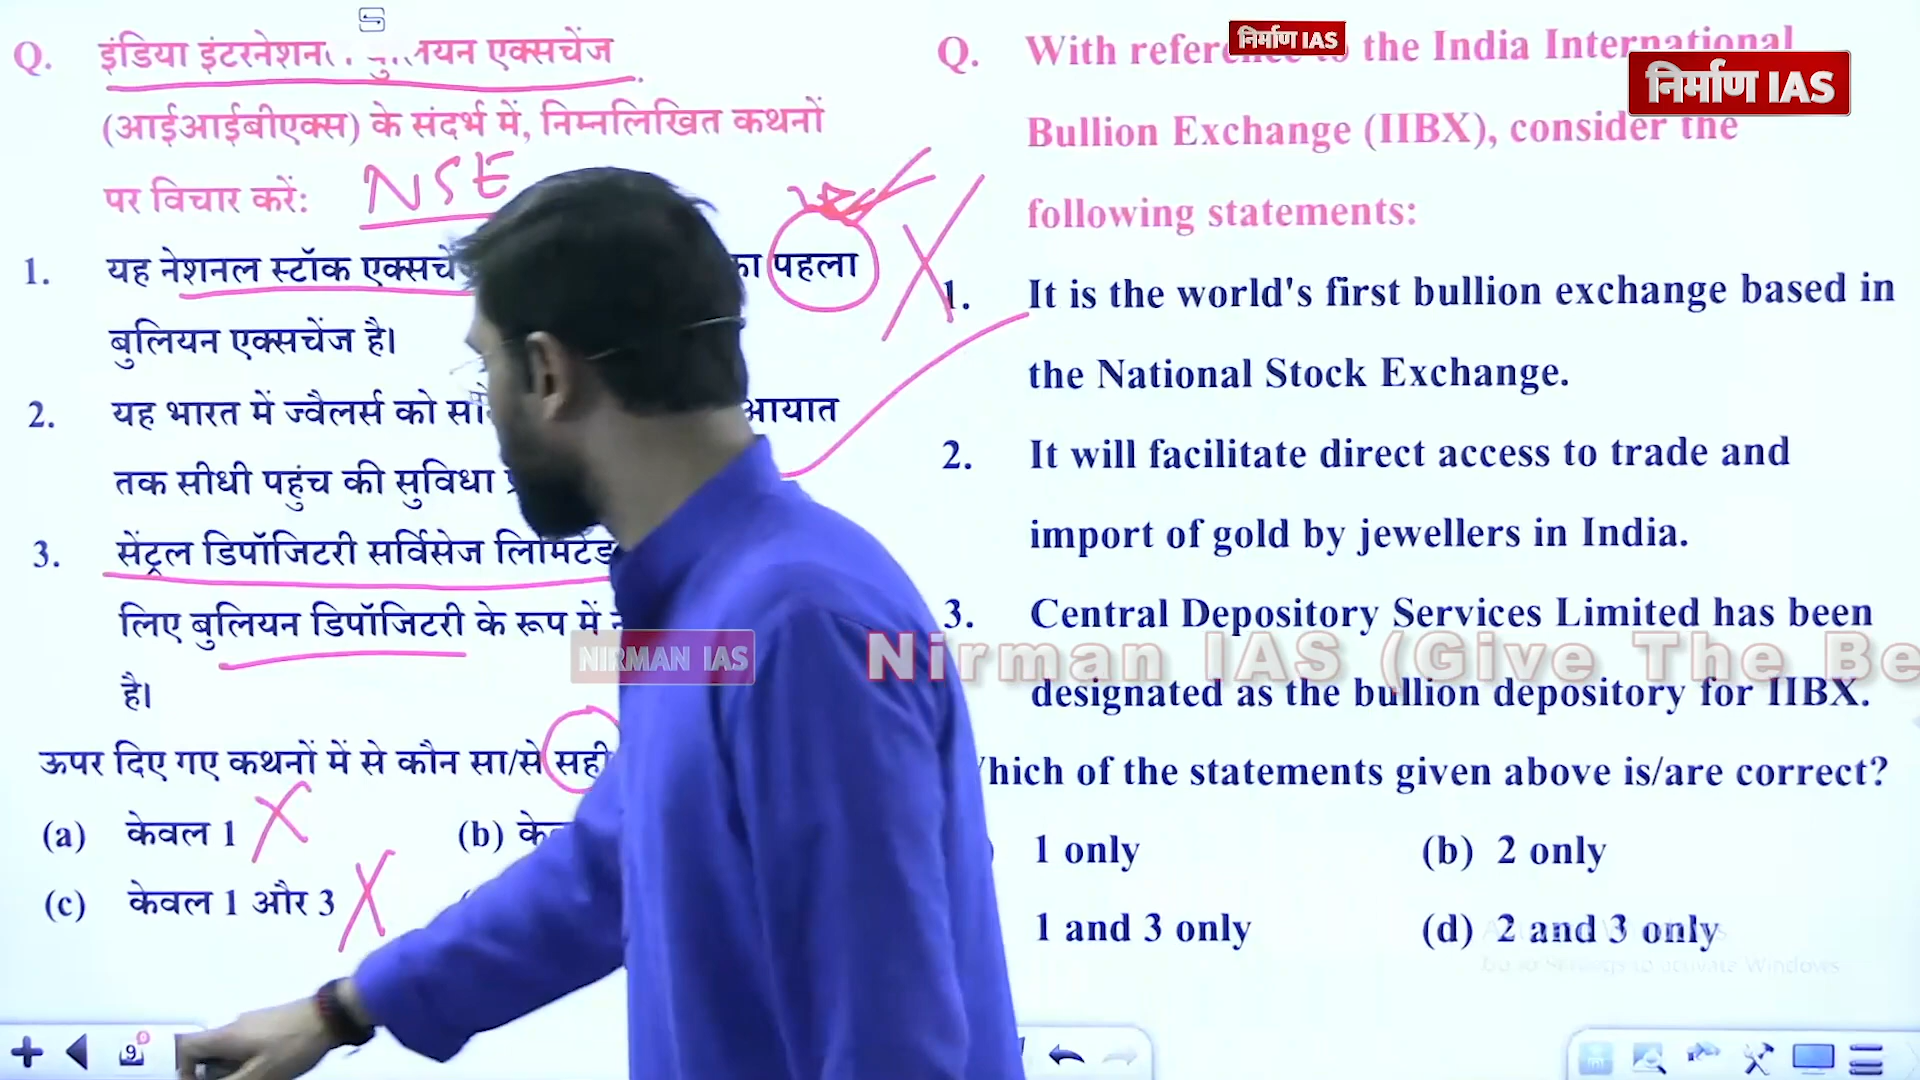 Q. इंडिया इंटरनेशन एक्सचेंज
(आईआईबीएक्स) के संदर्भ में, निम्नलिखित कथनों
पर विचार करें:
NSE
1. यह नेशनल स्टॉक का पहला
बुलियन एक्सचेंज है।
2. यह भारत में ज्वैलर्स को आयात
तक सीधी पहुंच की सुविधा
3. सेंट्रल डिपॉजिटरी सर्विसेज लिमिटेड
लिए बुलियन डिपॉजिटरी के रूप में
है।
ऊपर दिए गए कथनों में से कौन सा/से सही
(a) केवल 1
(b)
(c) केवल 1 और 3
Q. With the India International
Bullion Exchange (IIBX), consider the
following statements:
1. It is the world's first bullion exchange based in
the National Stock Exchange.
2. It will facilitate direct access to trade and
import of gold by jewellers in India.
3. Central Depository Services Limited has been
designated as the bullion depository for IIBX.
hich of the statements given above is/are correct?
1 only
(b) 2 only
1 and 3 only
(d) 2 and 3 only
निर्माण IAS
निर्माण IAS
NIRMAN IAS
Nirman IAS (Give The Be
9